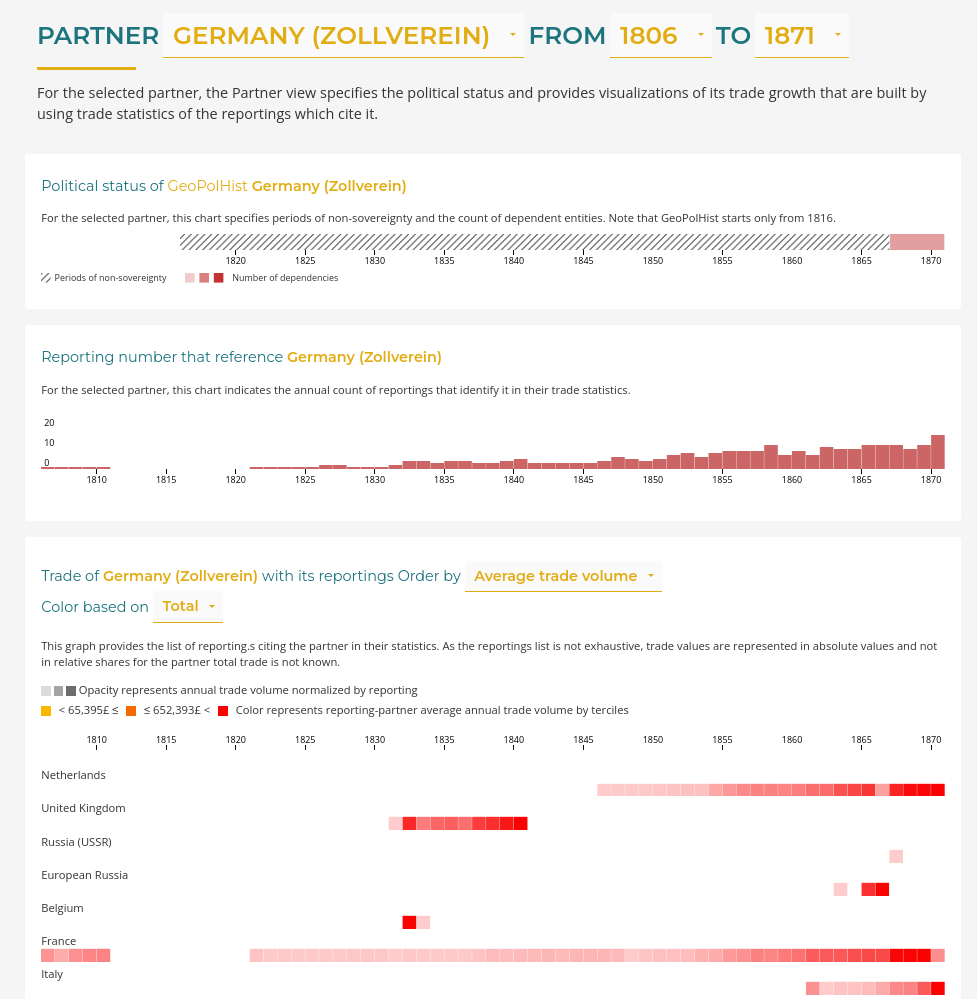 PARTNER GERMANY (ZOLLVEREIN) FROM 1806 TO 1871
For the selected partner, the Partner view specifies the political status and provides visualizations of its trade growth that are built by
using trade statistics of the reportings which cite it.
Political status of GeoPolHist Germany (Zollverein)
For the selected partner, this chart specifies periods of non-sovereignty and the count of dependent entities. Note that GeoPolHist starts only from 1816.
1820 1825 1830 1835 1840 1845 1850 1855 1860 1865 1870
Periods of non-sovereignty Number of dependencies
Reporting number that reference Germany (Zollverein)
For the selected partner, this chart indicates the annual count of reportings that identify it in their trade statistics.
20
10
0
1810 1815 1820 1825 1830 1835 1840 1845 1850 1855 1860 1865 1870
Trade of Germany (Zollverein) with its reportings Order by Average trade volume
Color based on Total
This graph provides the list of reporting.s citing the partner in their statistics. As the reportings list is not exhaustive, trade values are represented in absolute values and not
in relative shares for the partner total trade is not known.
Opacity represents annual trade volume normalized by reporting
< 65,395£ ≤ ≤ 652,393£ < Color represents reporting-partner average annual trade volume by terciles
1810 1815 1820 1825 1830 1835 1840 1845 1850 1855 1860 1865 1870
Netherlands
United Kingdom
Russia (USSR)
European Russia
Belgium
France
Italy